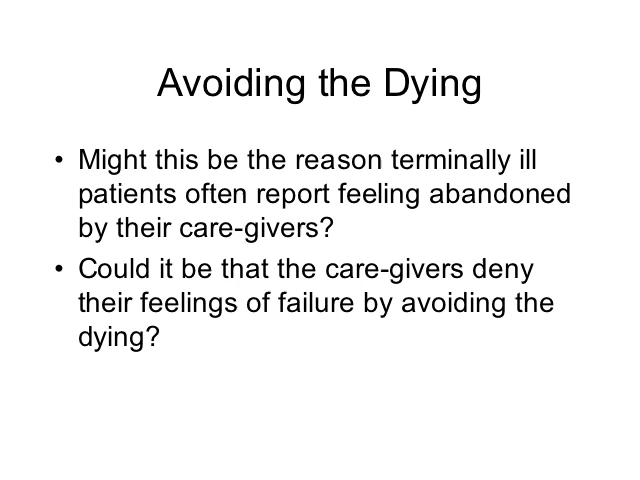 Avoiding the Dying
• Might this be the reason terminally ill
patients often report feeling abandoned
by their care-givers?
• Could it be that the care-givers deny
their feelings of failure by avoiding the
dying?